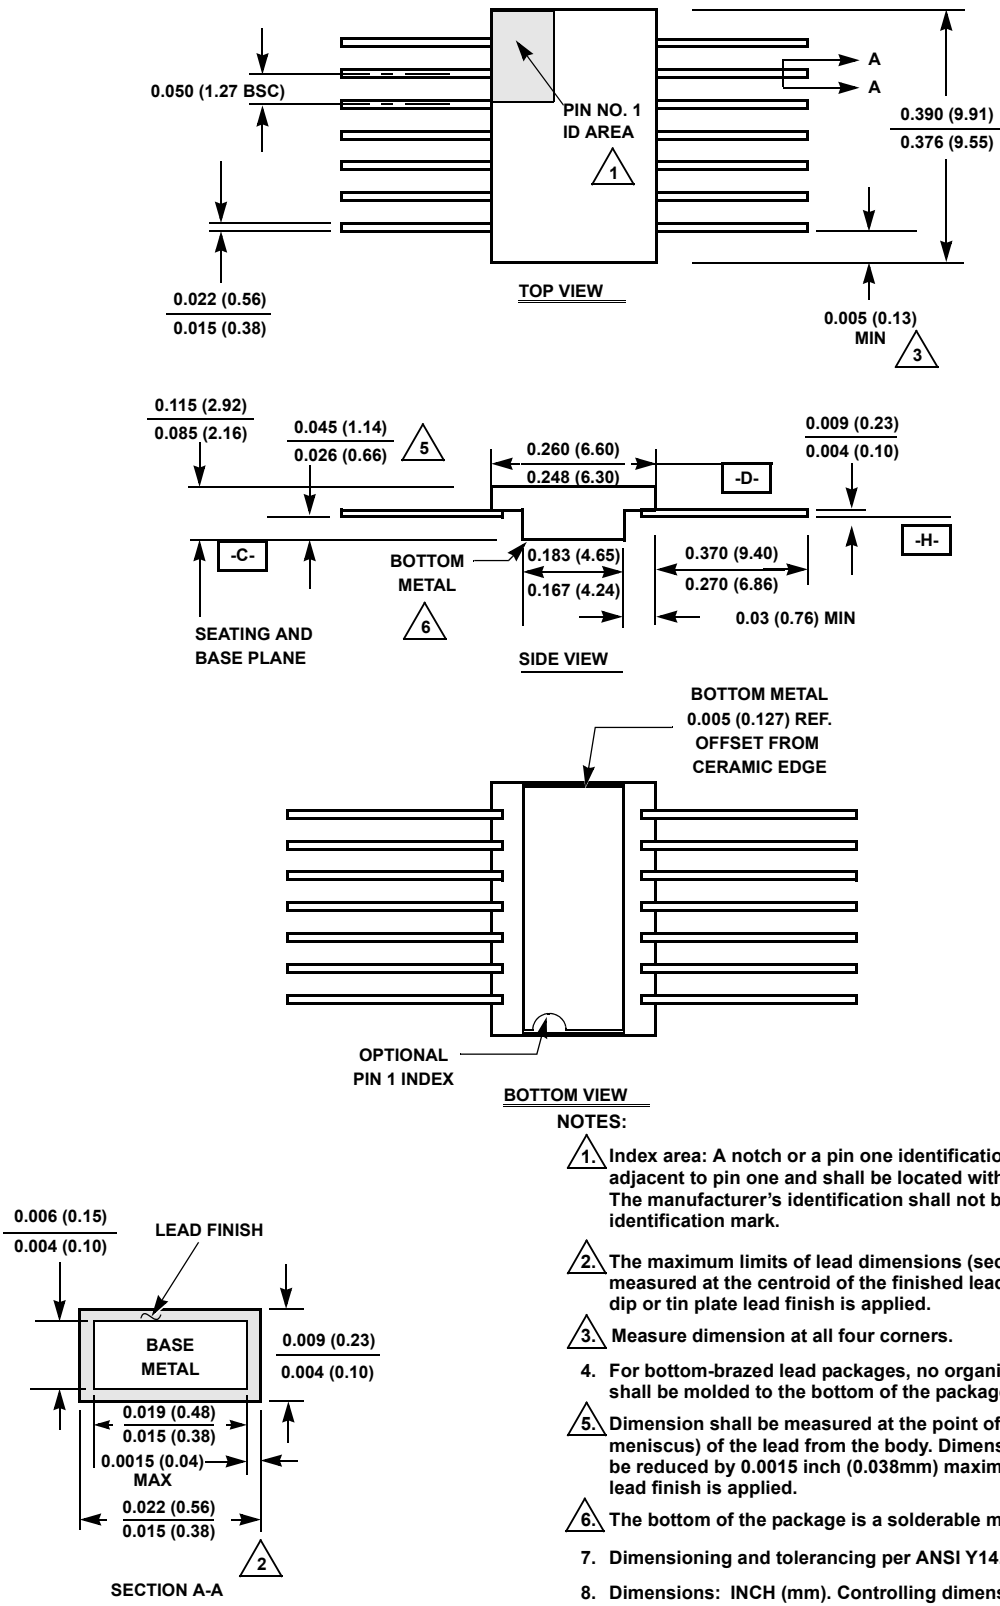 0.050 (1.27 BSC)
PIN NO. 1
ID AREA
1
A
A
0.390 (9.91)
0.376 (9.55)
0.022 (0.56)
0.015 (0.38)
TOP VIEW
0.005 (0.13)
MIN
3
0.115 (2.92)
0.085 (2.16)
0.045 (1.14)
0.026 (0.66)
5
0.260 (6.60)
0.248 (6.30)
0.009 (0.23)
0.004 (0.10)
-D-
-H-
-C-
BOTTOM
METAL
6
0.183 (4.65)
0.167 (4.24)
0.370 (9.40)
0.270 (6.86)
0.03 (0.76) MIN
SEATING AND
BASE PLANE
SIDE VIEW
BOTTOM METAL
0.005 (0.127) REF.
OFFSET FROM
CERAMIC EDGE
OPTIONAL
PIN 1 INDEX
BOTTOM VIEW
0.006 (0.15)
0.004 (0.10)
LEAD FINISH
BASE
METAL
0.009 (0.23)
0.004 (0.10)
0.019 (0.48)
0.015 (0.38)
0.0015 (0.04)
MAX
0.022 (0.56)
0.015 (0.38)
2
SECTION A-A
NOTES:
1. Index area: A notch or a pin one
adjacent to pin one and shall be located
The manufacturer's identification shall not
identification mark.
2. The maximum limits of lead dimensions
measured at the centroid of the finished
dip or tin plate lead finish is applied.
3. Measure dimension at all four corners.
4. For bottom-brazed lead packages, no
shall be molded to the bottom of the
5. Dimension shall be measured at the point of
meniscus) of the lead from the body.
be reduced by 0.0015 inch (0.038mm)
lead finish is applied.
6. The bottom of the package is a solderable
7. Dimensioning and tolerancing per ANSI
8. Dimensions: INCH (mm). Controlling